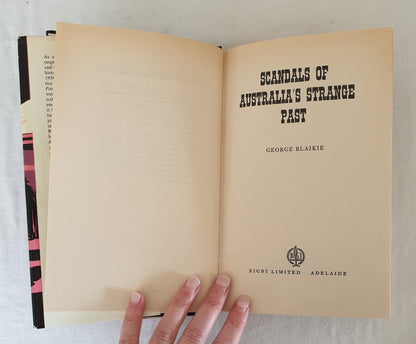 SCANDALS OF
AUSTRALIA'S STRANGE
PAST
GEORGE BLAIKIE
RIGBY LIMITED ADELAIDE